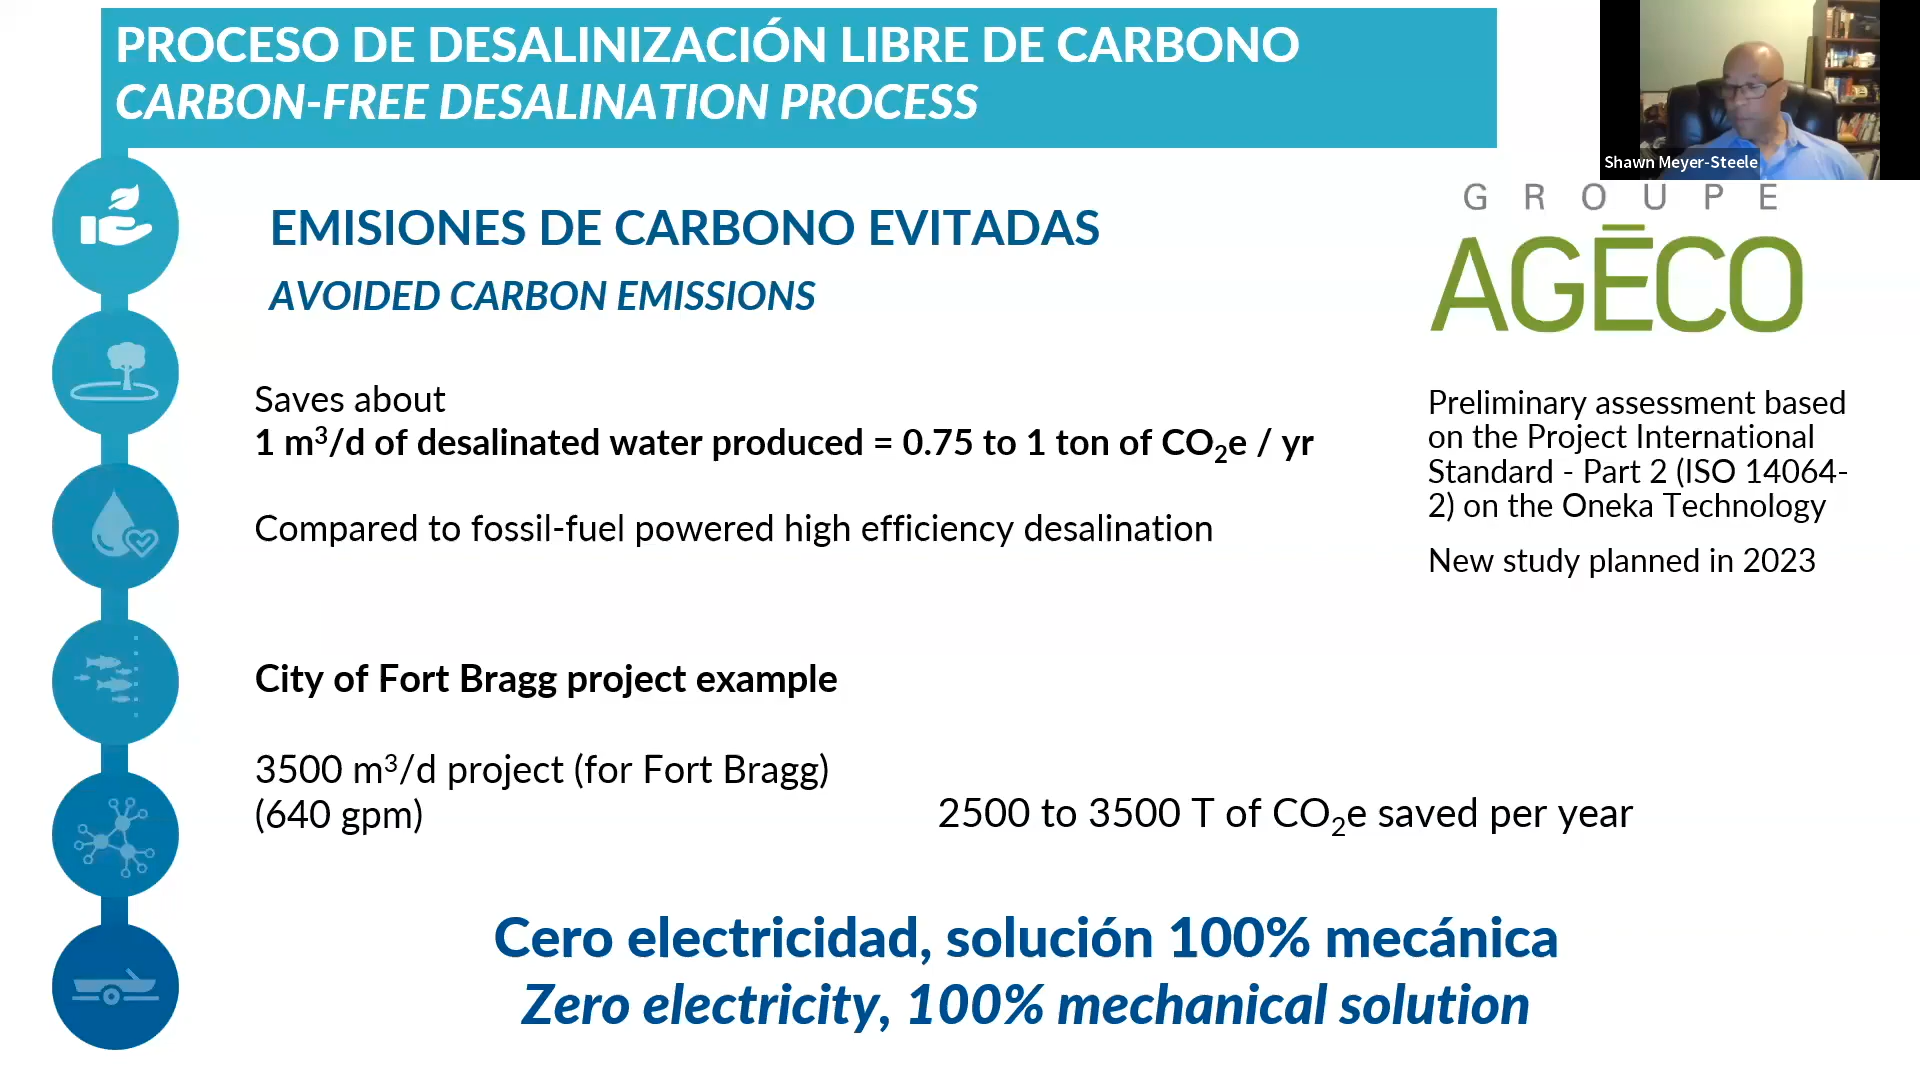 PROCESO DE DESALINIZACIÓN LIBRE DE CARBONO
CARBON-FREE DESALINATION PROCESS
Shawn Meyer-Steele
GROUPE
AGĒCO
EMISIONES DE CARBONO EVITADAS
AVOIDED CARBON EMISSIONS
Saves about
1 m³/d of desalinated water produced = 0.75 to 1 ton of CO₂e / yr
Compared to fossil-fuel powered high efficiency desalination
Preliminary assessment based
on the Project International
Standard - Part 2 (ISO 14064-
2) on the Oneka Technology
New study planned in 2023
City of Fort Bragg project example
3500 m³/d project (for Fort Bragg)
(640 gpm)
2500 to 3500 T of CO₂e saved per year
Cero electricidad, solución 100% mecánica
Zero electricity, 100% mechanical solution